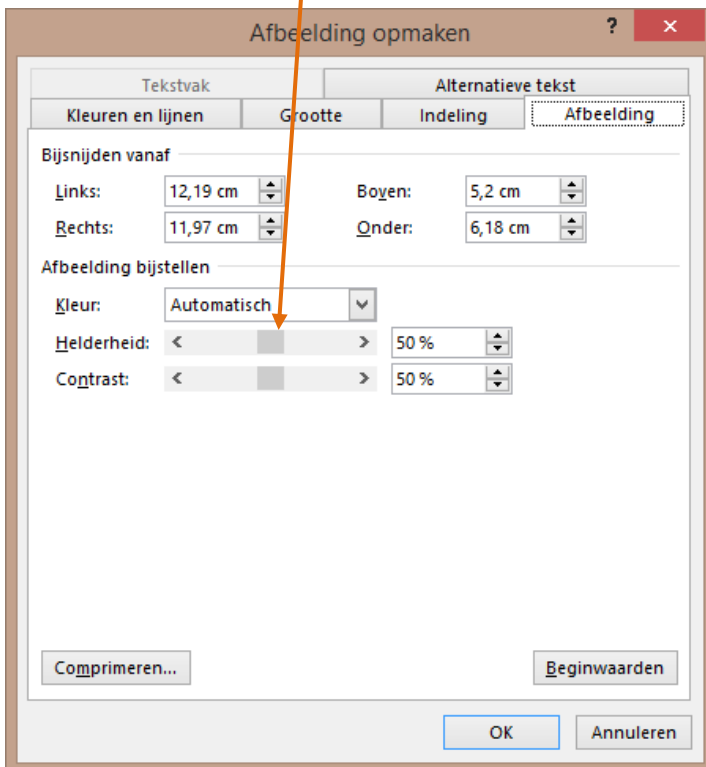 Afbeelding opmaken ? ×
Tekstvak Alternatieve tekst
Kleuren en lijnen Grootte Indeling Afbeelding
Bijsnijden vanaf
Links: 12,19 cm Boven: 5,2 cm
Rechts: 11,97 cm Onder: 6,18 cm
Afbeelding bijstellen
Kleur: Automatisch
Helderheid: < > 50 %
Contrast: < > 50 %
Comprimeren... Beginwaarden
OK Annuleren